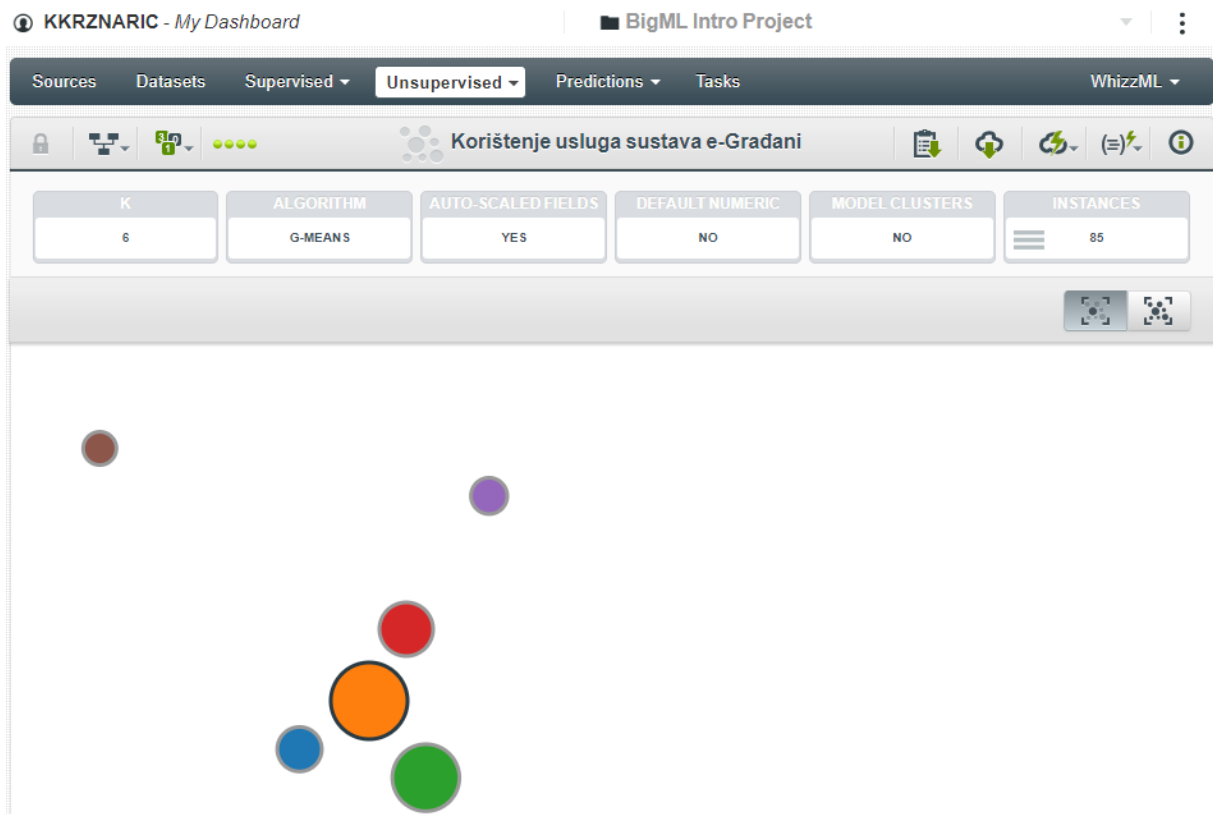 KKRZNARIC - My Dashboard
BigML Intro Project
Sources Datasets Supervised Unsupervised Predictions Tasks WhizzML
Korištenje usluga sustava e-Građani
K ALGORITHM AUTO-SCALED FIELDS DEFAULT NUMERIC MODEL CLUSTERS INSTANCES
6 G-MEANS YES NO NO 85